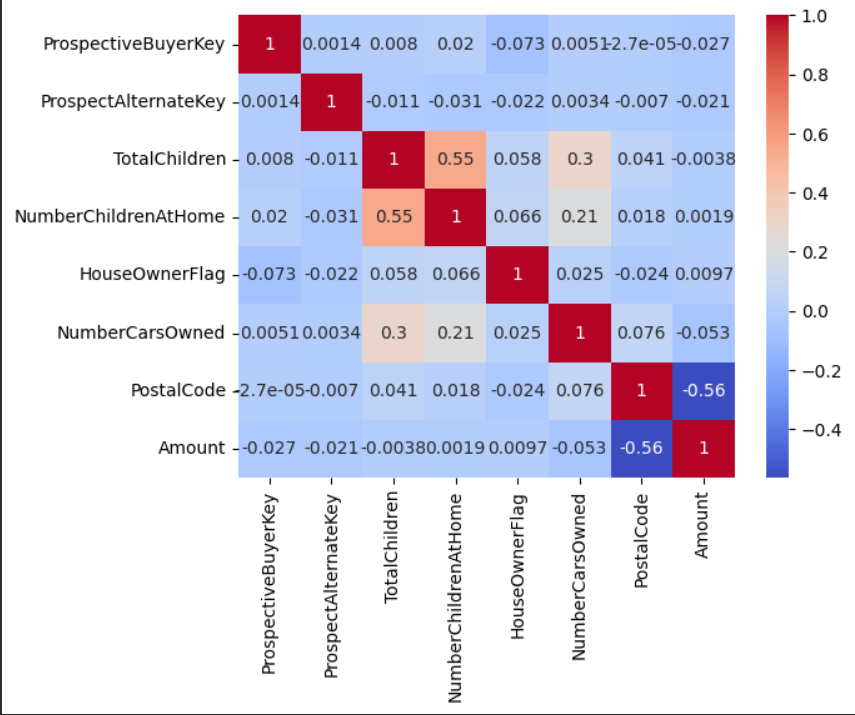 ProspectiveBuyerKey 1 0.0014 0.008 0.02 -0.073 0.0051 -2.7e-05 -0.027
ProspectAlternateKey 0.0014 1 -0.011 -0.031 -0.022 0.0034 -0.007 -0.021
TotalChildren 0.008 -0.011 1 0.55 0.058 0.3 0.041 -0.0038
NumberChildrenAtHome 0.02 -0.031 0.55 1 0.066 0.21 0.018 0.0019
HouseOwnerFlag -0.073 -0.022 0.058 0.066 1 0.025 -0.024 0.0097
NumberCarsOwned 0.0051 0.0034 0.3 0.21 0.025 1 0.076 -0.053
PostalCode -2.7e-05 -0.007 0.041 0.018 -0.024 0.076 1 -0.56
Amount -0.027 -0.021 -0.0038 0.0019 0.0097 -0.053 -0.56 1
ProspectiveBuyerKey
ProspectAlternateKey
TotalChildren
NumberChildrenAtHome
HouseOwnerFlag
NumberCarsOwned
PostalCode
Amount
1.0
0.8
0.6
0.4
0.2
0.0
−0.2
−0.4